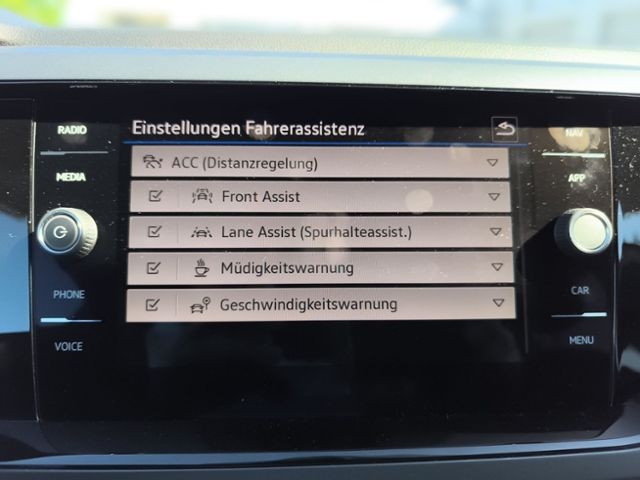 RADIO
MEDIA
PHONE
VOICE
Einstellungen Fahrerassistenz
ACC (Distanzregelung)
Front Assist
Lane Assist (Spurhalteassist.)
Müdigkeitswarnung
Geschwindigkeitswarnung
NAV
APP
CAR
MENU